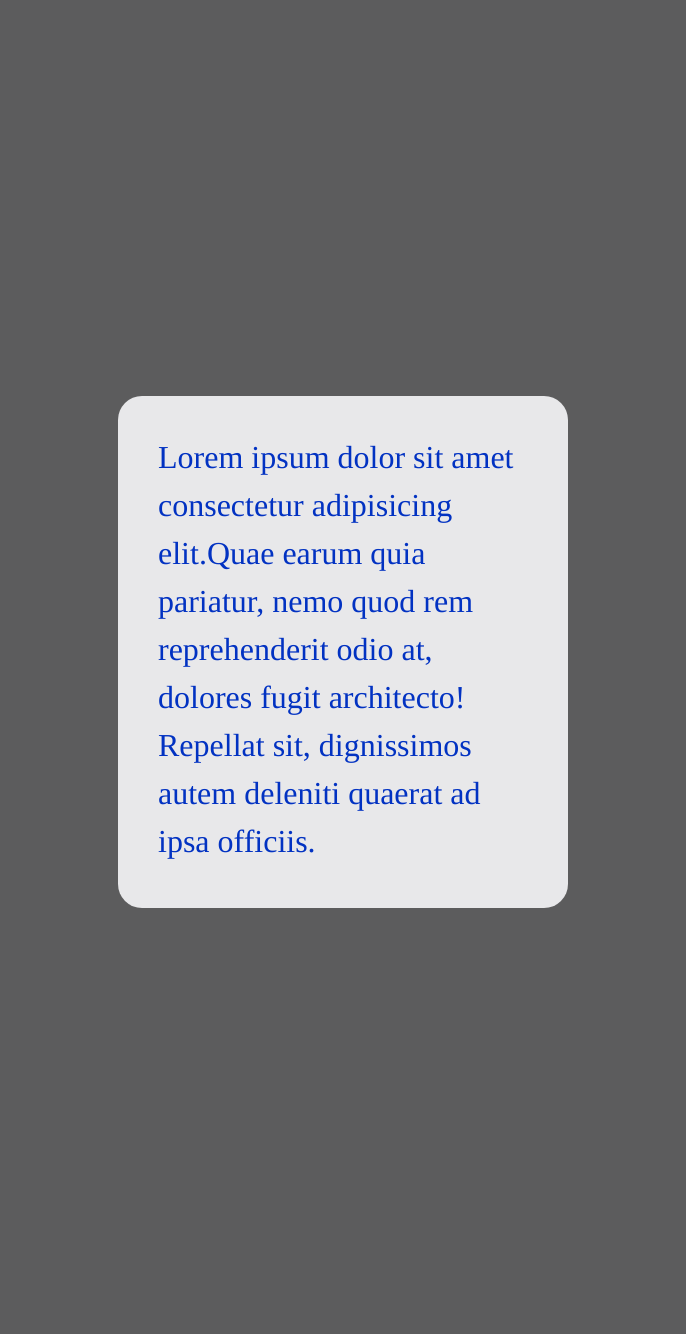 Lorem ipsum dolor sit amet
consectetur adipisicing
elit.Quae earum quia
pariatur, nemo quod rem
reprehenderit odio at,
dolores fugit architecto!
Repellat sit, dignissimos
autem deleniti quaerat ad
ipsa officiis.